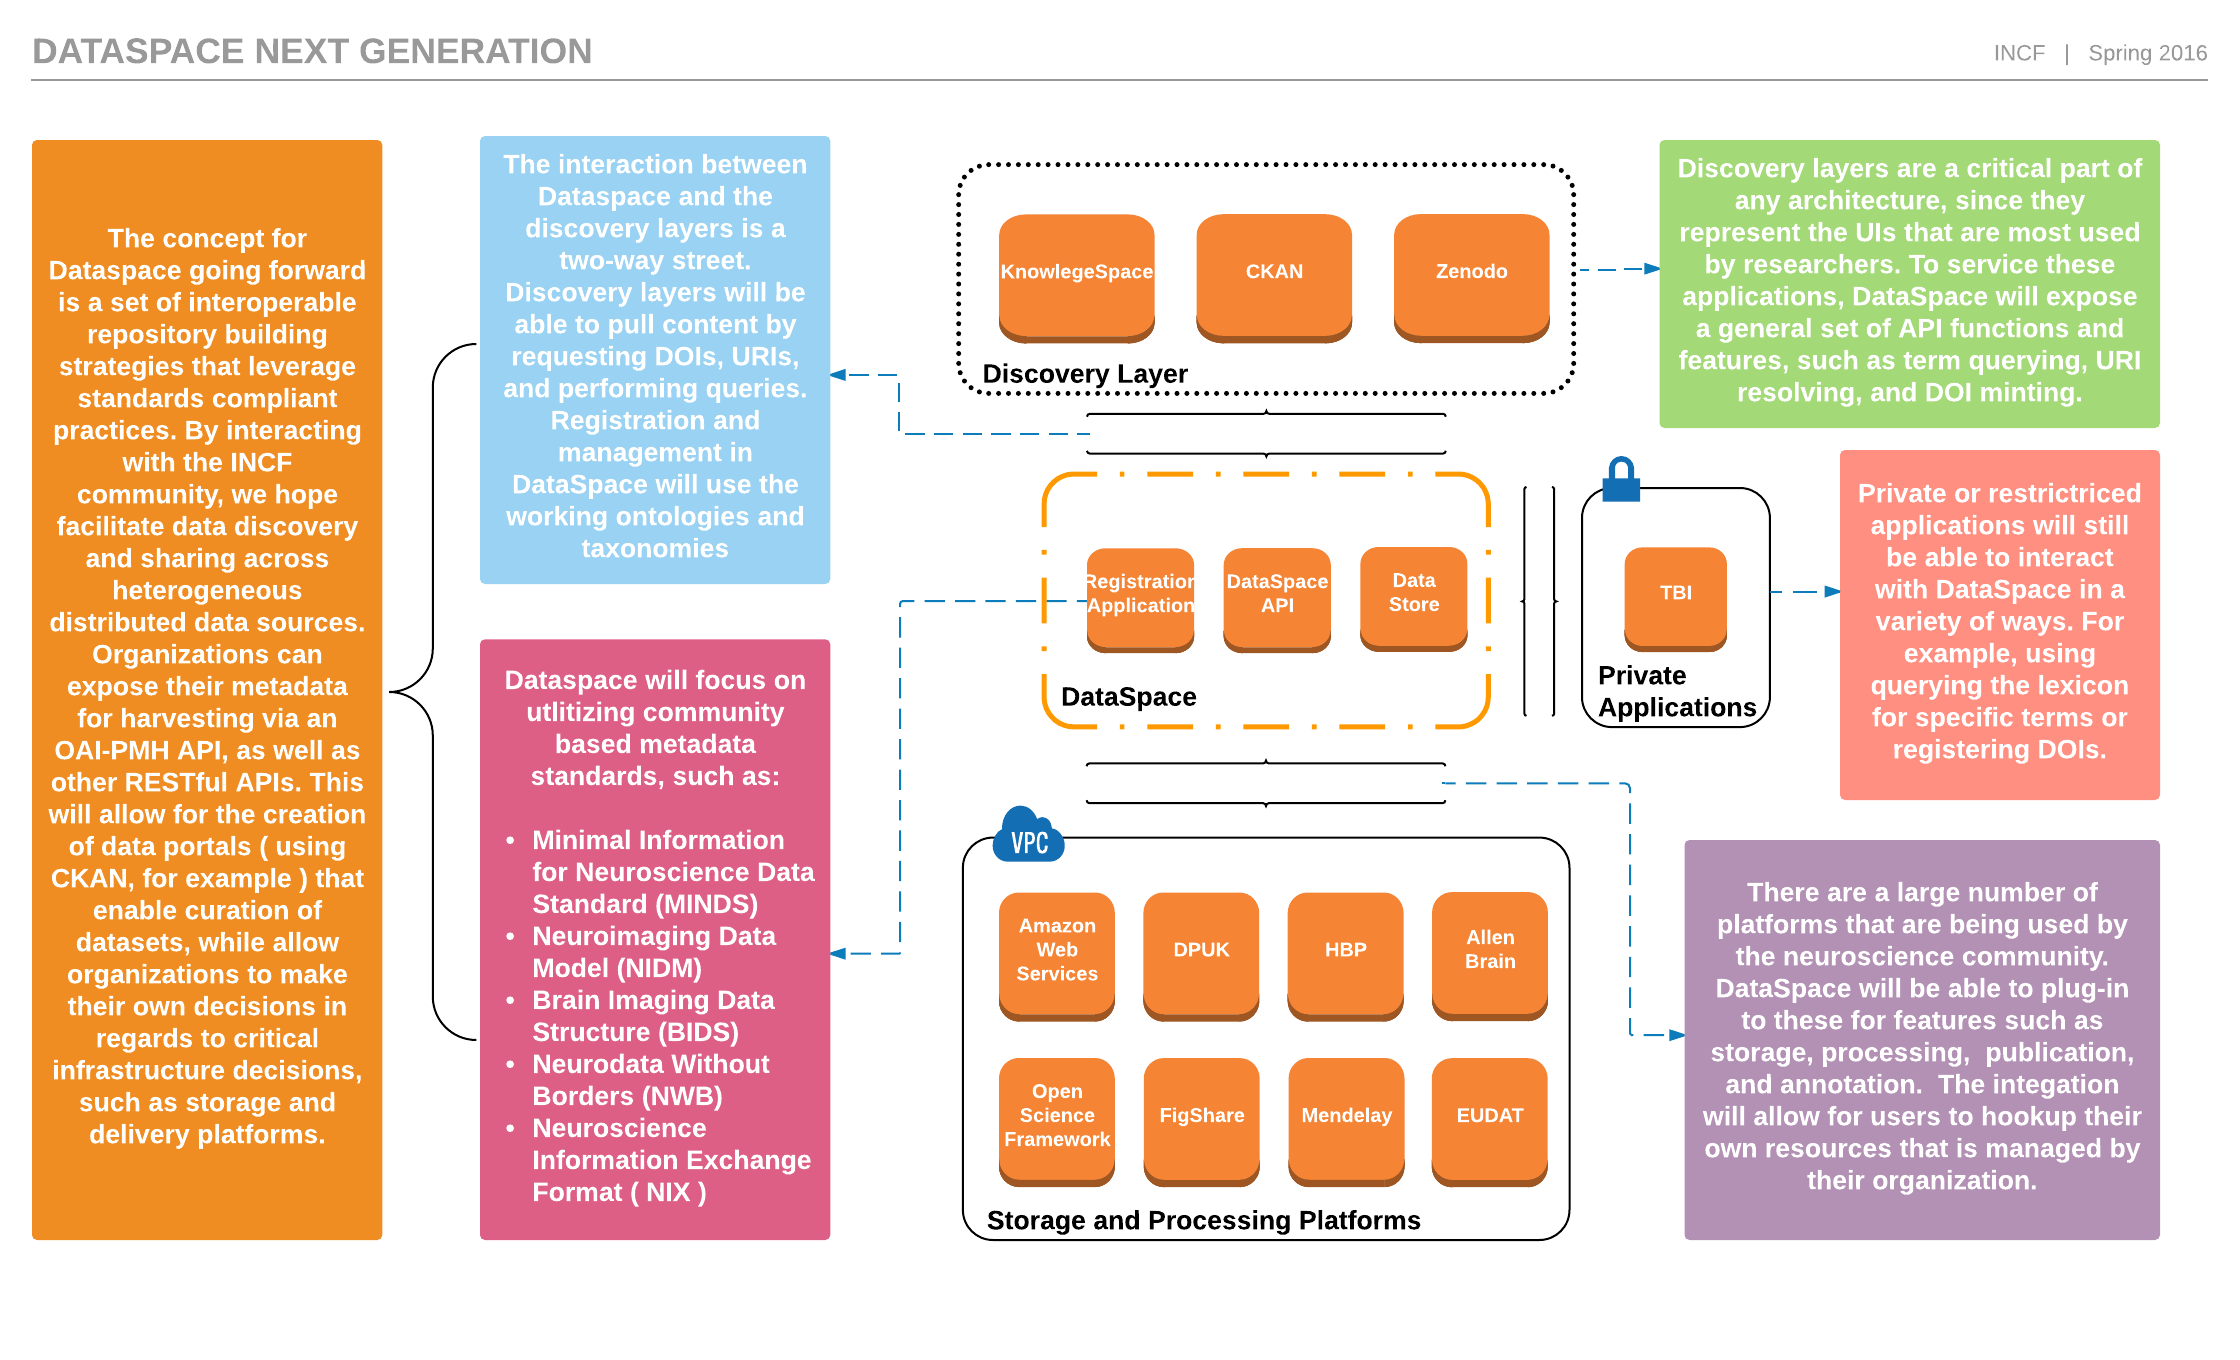 DATASPACE NEXT GENERATION
INCF | Spring 2016
The concept for
Dataspace going forward
is a set of interoperable
repository building
strategies that leverage
standards compliant
practices. By interacting
with the INCF
community, we hope
facilitate data discovery
and sharing across
heterogeneous
distributed data sources.
Organizations can
expose their metadata
for harvesting via an
OAI-PMH API, as well as
other RESTful APIs. This
will allow for the creation
of data portals ( using
CKAN, for example ) that
enable curation of
datasets, while allow
organizations to make
their own decisions in
regards to critical
infrastructure decisions,
such as storage and
delivery platforms.
The interaction between
Dataspace and the
discovery layers is a
two-way street.
Discovery layers will be
able to pull content by
requesting DOIs, URIs,
and performing queries.
Registration and
management in
DataSpace will use the
working ontologies and
taxonomies
Dataspace will focus on
utlitizing community
based metadata
standards, such as:
• Minimal Information
for Neuroscience Data
Standard (MINDS)
• Neuroimaging Data
Model (NIDM)
• Brain Imaging Data
Structure (BIDS)
• Neurodata Without
Borders (NWB)
• Neuroscience
Information Exchange
Format ( NIX )
KnowlegeSpace
CKAN
Zenodo
Discovery Layer
Registration
Application
DataSpace
API
Data
Store
DataSpace
TBI
Private
Applications
VPC
Amazon
Web
Services
DPUK
HBP
Allen
Brain
Open
Science
Framework
FigShare
Mendelay
EUDAT
Storage and Processing Platforms
Discovery layers are a critical part of
any architecture, since they
represent the UIs that are most used
by researchers. To service these
applications, DataSpace will expose
a general set of API functions and
features, such as term querying, URI
resolving, and DOI minting.
Private or restrictriced
applications will still
be able to interact
with DataSpace in a
variety of ways. For
example, using
querying the lexicon
for specific terms or
registering DOIs.
There are a large number of
platforms that are being used by
the neuroscience community.
DataSpace will be able to plug-in
to these for features such as
storage, processing,  publication,
and annotation.  The integation
will allow for users to hookup their
own resources that is managed by
their organization.